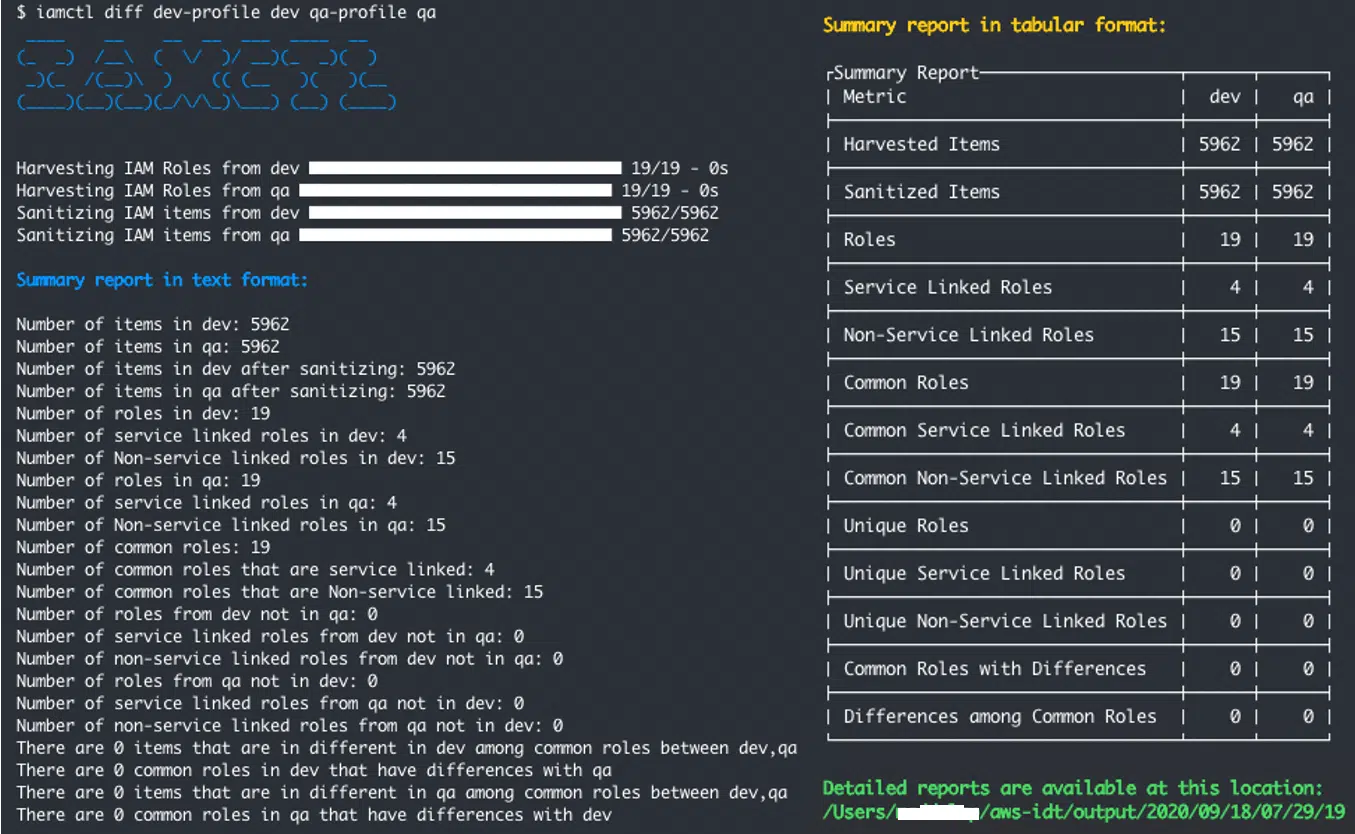 $ iamctl diff dev-profile dev qa-profile qa
IAMCTL
Harvesting IAM Roles from dev 19/19 - 0s
Harvesting IAM Roles from qa 19/19 - 0s
Sanitizing IAM items from dev 5962/5962
Sanitizing IAM items from qa 5962/5962
Summary report in text format:
Number of items in dev: 5962
Number of items in qa: 5962
Number of items in dev after sanitizing: 5962
Number of items in qa after sanitizing: 5962
Number of roles in dev: 19
Number of service linked roles in dev: 4
Number of Non-service linked roles in dev: 15
Number of roles in qa: 19
Number of service linked roles in qa: 4
Number of Non-service linked roles in qa: 15
Number of common roles: 19
Number of common roles that are service linked: 4
Number of common roles that are Non-service linked: 15
Number of roles from dev not in qa: 0
Number of service linked roles from dev not in qa: 0
Number of non-service linked roles from dev not in qa: 0
Number of roles from qa not in dev: 0
Number of service linked roles from qa not in dev: 0
Number of non-service linked roles from qa not in dev: 0
There are 0 items that are in different in dev among common roles between dev,qa
There are 0 common roles in dev that have differences with qa
There are 0 items that are in different in qa among common roles between dev,qa
There are 0 common roles in qa that have differences with dev
Summary report in tabular format:
Summary Report
Metric | dev | qa
Harvested Items | 5962 | 5962
Sanitized Items | 5962 | 5962
Roles | 19 | 19
Service Linked Roles | 4 | 4
Non-Service Linked Roles | 15 | 15
Common Roles | 19 | 19
Common Service Linked Roles | 4 | 4
Common Non-Service Linked Roles | 15 | 15
Unique Roles | 0 | 0
Unique Service Linked Roles | 0 | 0
Unique Non-Service Linked Roles | 0 | 0
Common Roles with Differences | 0 | 0
Differences among Common Roles | 0 | 0
Detailed reports are available at this location:
/Users/ /aws-idt/output/2020/09/18/07/29/19